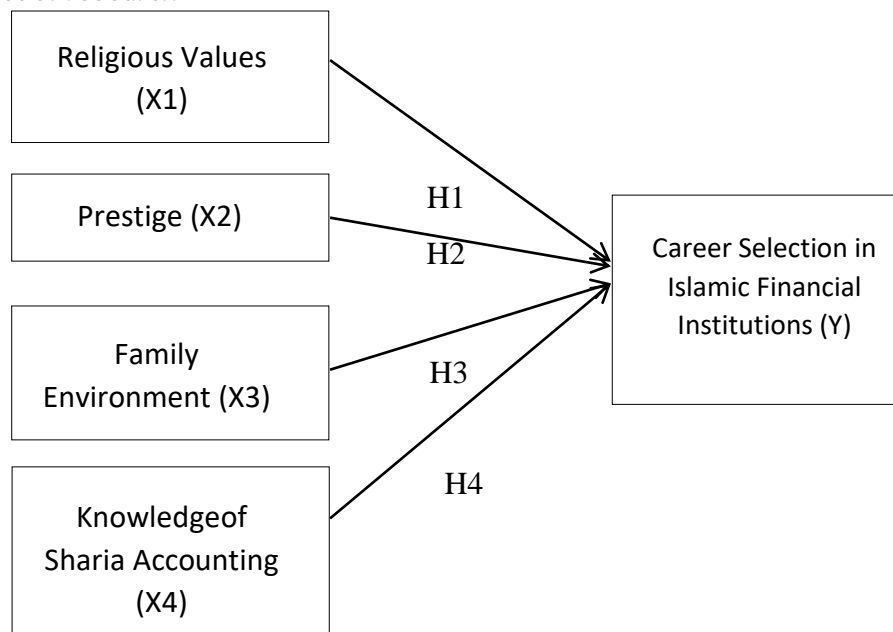 Religious Values
(X1)
Prestige (X2)
Family
Environment (X3)
Knowledgeof
Sharia Accounting
(X4)
H1
H2
H3
H4
Career Selection in
Islamic Financial
Institutions (Y)